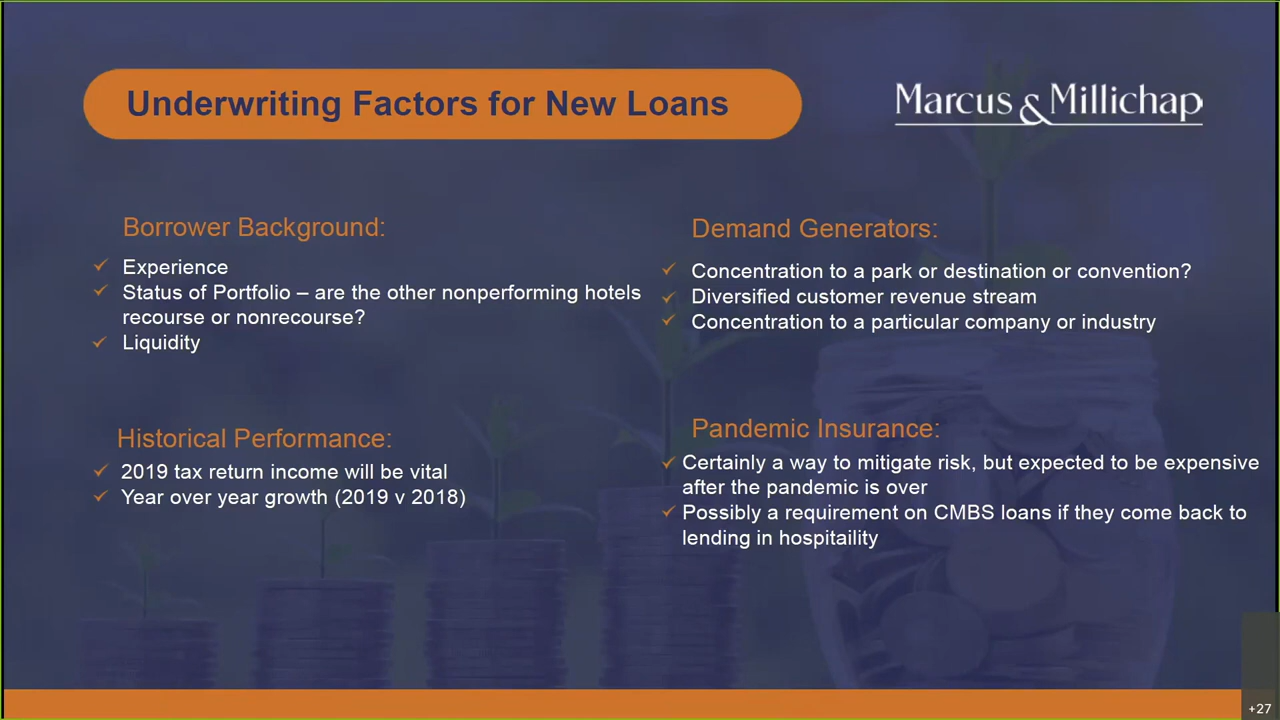 Underwriting Factors for New Loans
Marcus & Millichap
Borrower Background:
Experience
Status of Portfolio – are the other nonperforming hotels
recourse or nonrecourse?
Liquidity
Demand Generators:
Concentration to a park or destination or convention?
Diversified customer revenue stream
Concentration to a particular company or industry
Historical Performance:
2019 tax return income will be vital
Year over year growth (2019 v 2018)
Pandemic Insurance:
Certainly a way to mitigate risk, but expected to be expensive
after the pandemic is over
Possibly a requirement on CMBS loans if they come back to
lending in hospitaility
+27